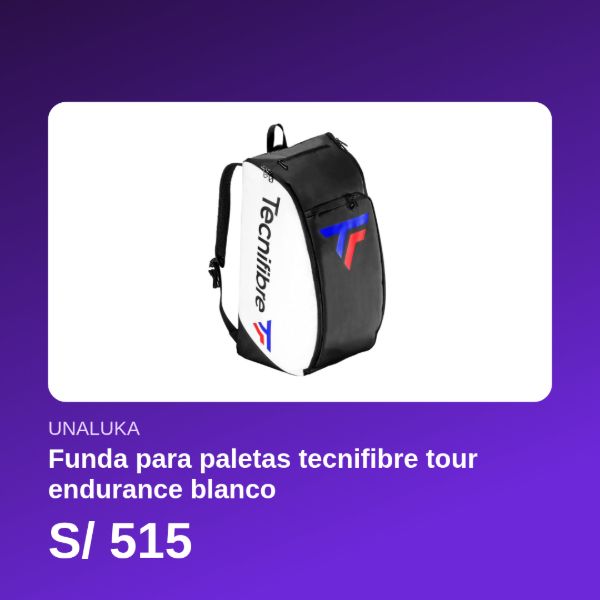 Tecnifibre
UNALUKA
Funda para paletas tecnifibre tour
endurance blanco
S/ 515